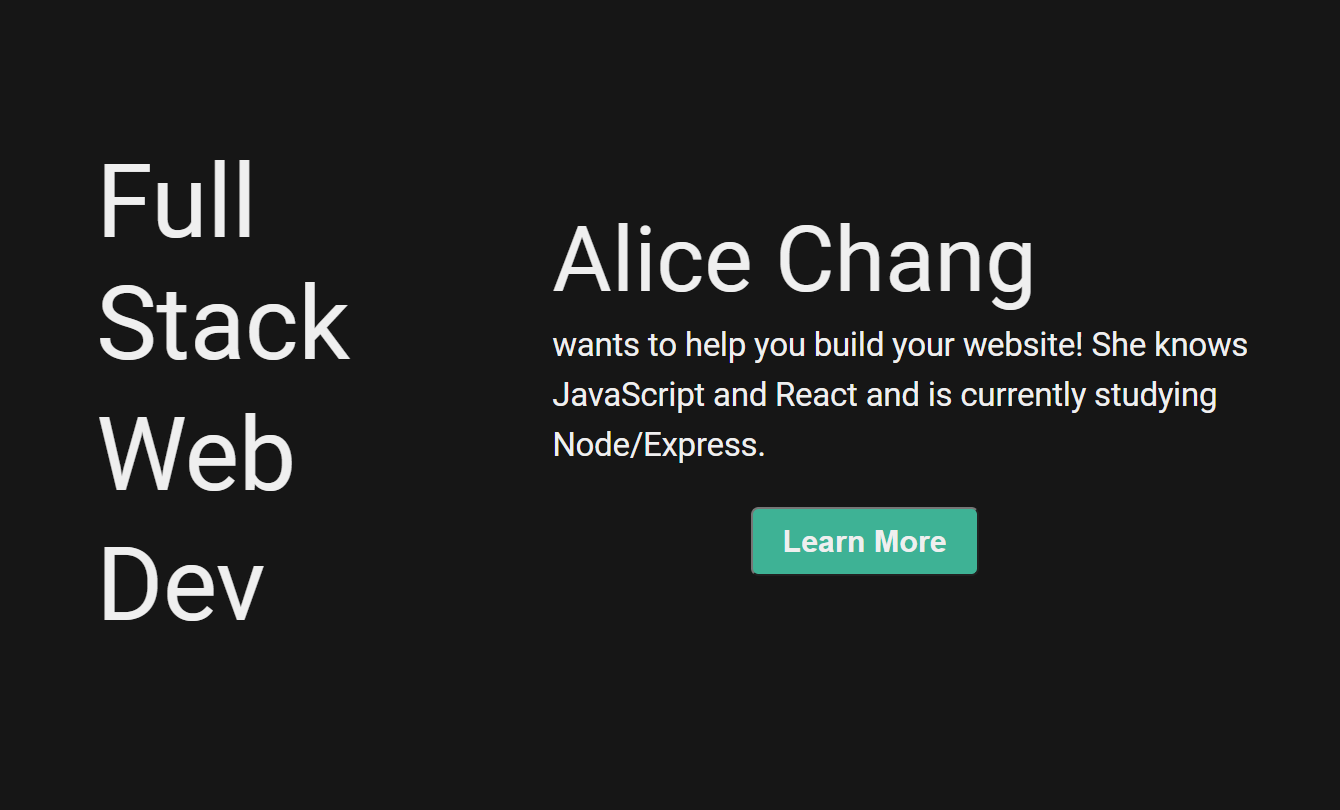 Full
Stack
Web
Dev
Alice Chang
wants to help you build your website! She knows
JavaScript and React and is currently studying
Node/Express.
Learn More